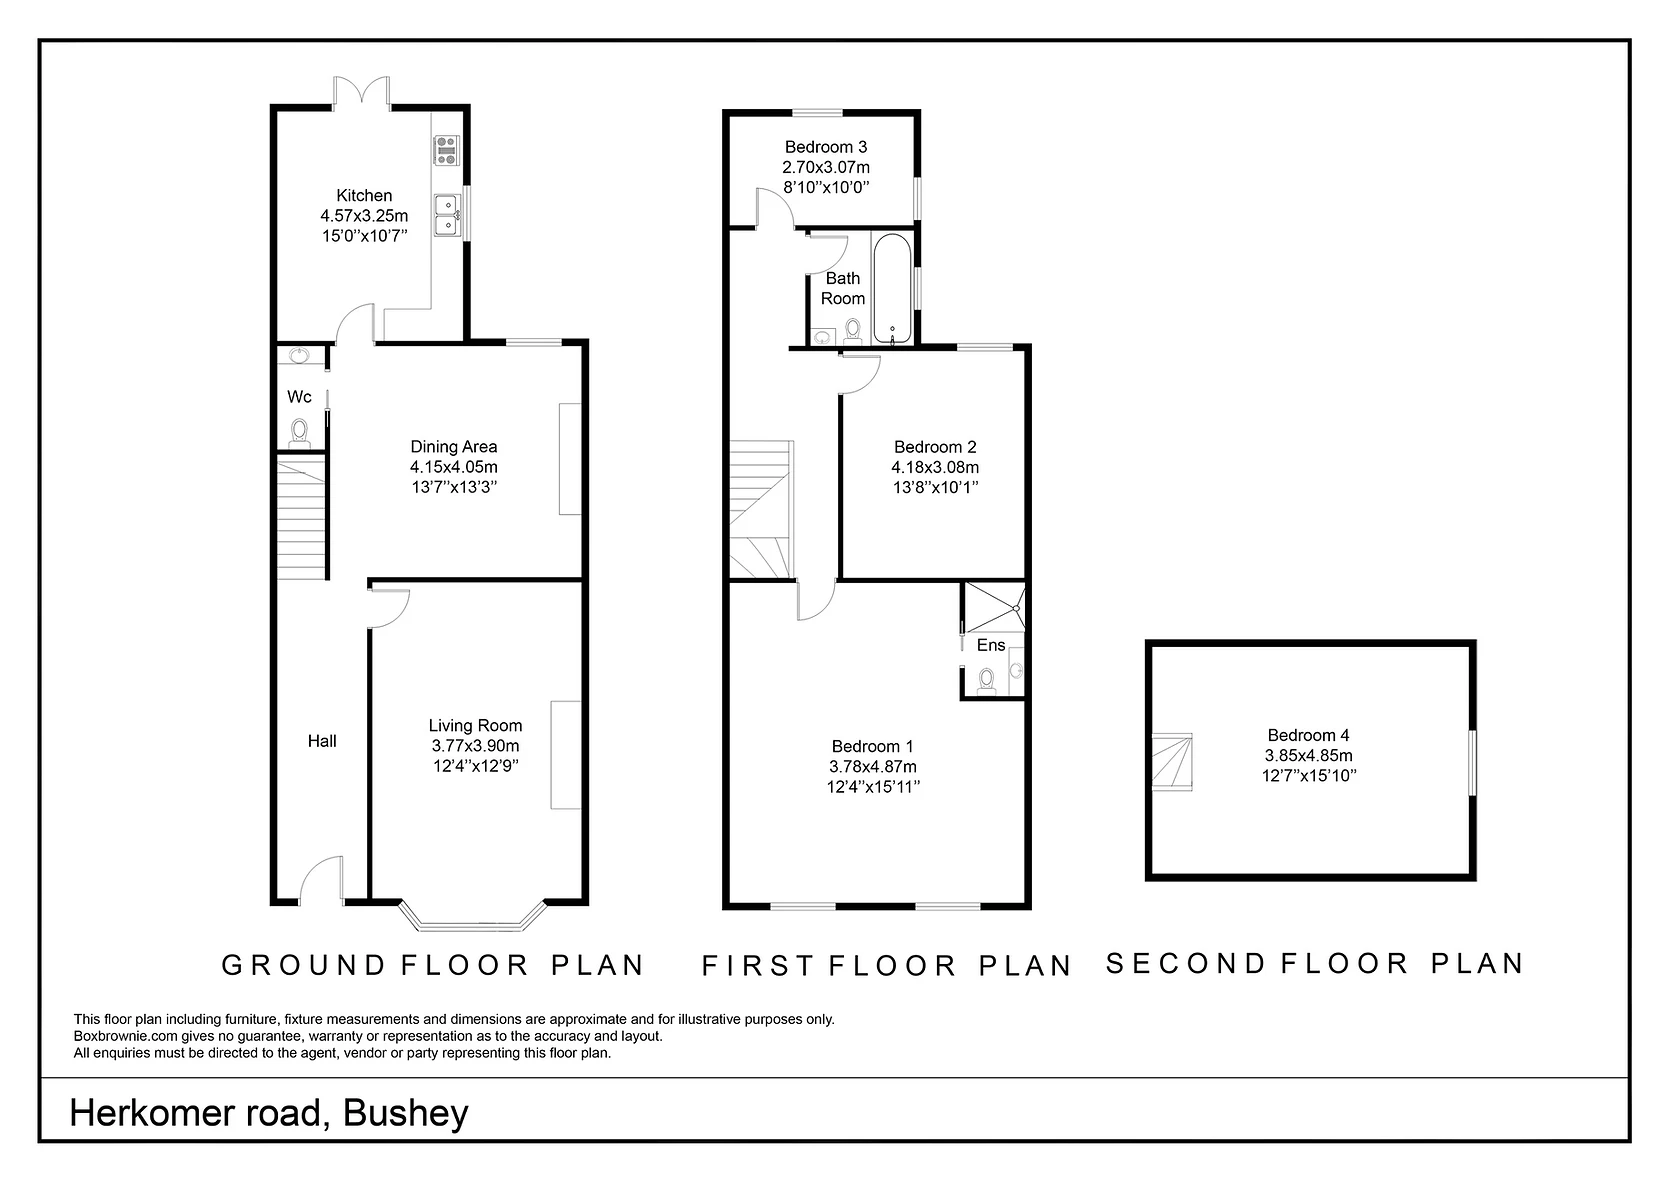 Kitchen
4.57x3.25m
15'0''x10'7''
Wc
Dining Area
4.15x4.05m
13'7''x13'3''
Living Room
3.77x3.90m
12'4''x12'9''
Hall
GROUND FLOOR PLAN
Bedroom 3
2.70x3.07m
8'10''x10'0''
Bath
Room
Bedroom 2
4.18x3.08m
13'8''x10'1''
Ens
Bedroom 1
3.78x4.87m
12'4''x15'11''
FIRST FLOOR PLAN
Bedroom 4
3.85x4.85m
12'7''x15'10''
SECOND FLOOR PLAN
This floor plan including furniture, fixture measurements and dimensions are approximate and for illustrative purposes only.
Boxbrownie.com gives no guarantee, warranty or representation as to the accuracy and layout.
All enquiries must be directed to the agent, vendor or party representing this floor plan.
Herkomer road, Bushey